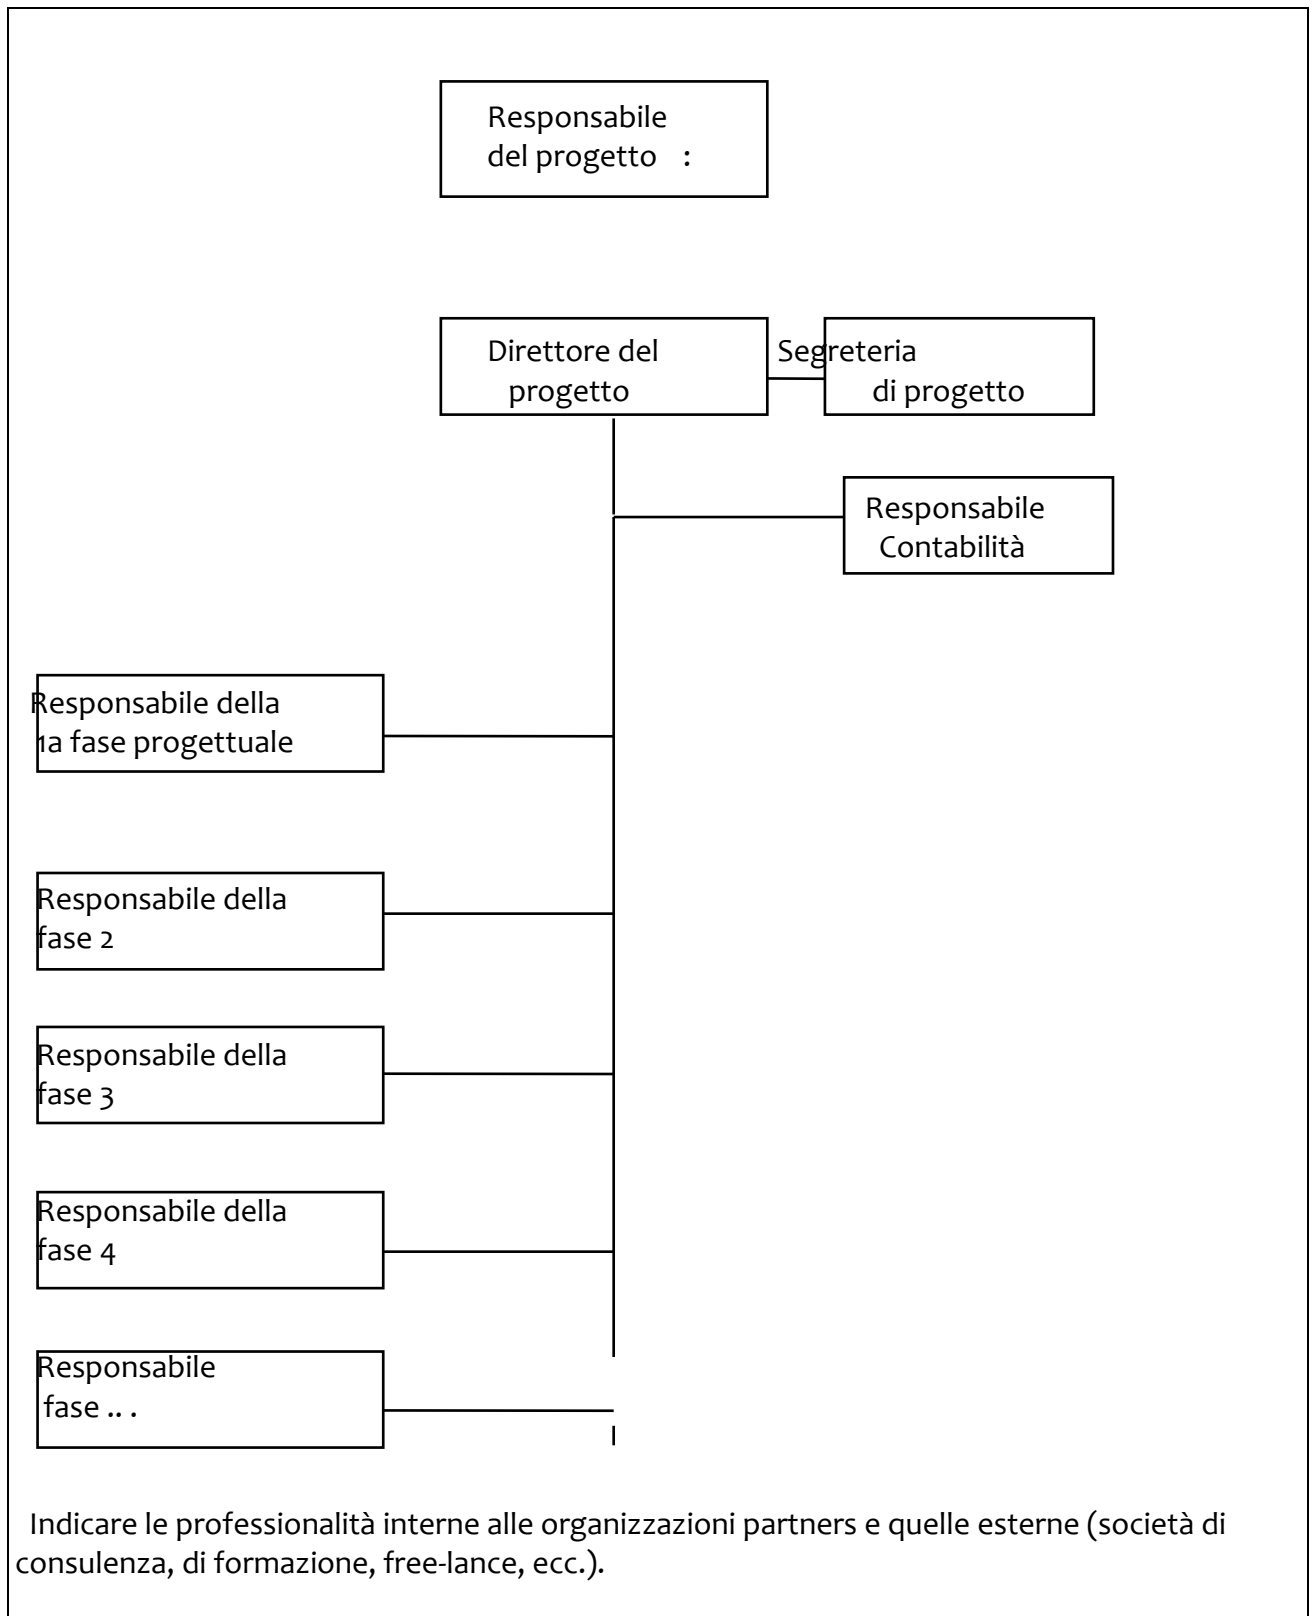 Responsabile
del progetto :
Direttore del
progetto
Segreteria
di progetto
Responsabile
Contabilità
Responsabile della
1a fase progettuale
Responsabile della
fase 2
Responsabile della
fase 3
Responsabile della
fase 4
Responsabile
fase .. .
Indicare le professionalità interne alle organizzazioni partners e quelle esterne (società di
consulenza, di formazione, free-lance, ecc.).